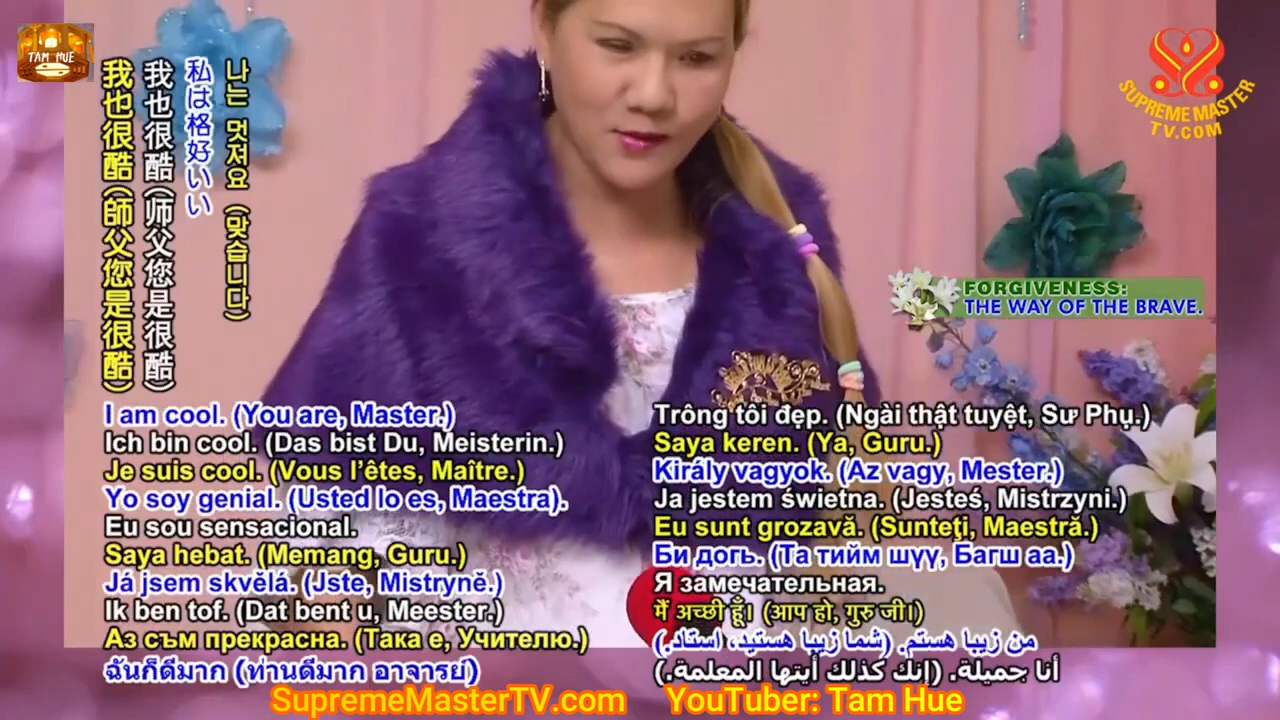 TAM HUE
我也很酷(師父您是很酷)
我也很酷(师父您是很酷)
私は格好いい
나는 멋져요 (맞습니다)
SUPREME MASTER
TV.COM
FORGIVENESS:
THE WAY OF THE BRAVE.
I am cool. (You are, Master.)
Ich bin cool. (Das bist Du, Meisterin.)
Je suis cool. (Vous l'êtes, Maître.)
Yo soy genial. (Usted lo es, Maestra).
Eu sou sensacional.
Saya hebat. (Memang, Guru.)
Já jsem skvělá. (Jste, Mistryně.)
Ik ben tof. (Dat bent u, Meester.)
Аз съм прекрасна. (Така е, Учителю.)
ฉันก็ดีมาก (ท่านดีมาก อาจารย์)
Trông tôi đẹp. (Ngài thật tuyệt, Sư Phụ.)
Saya keren. (Ya, Guru.)
Király vagyok. (Az vagy, Mester.)
Ja jestem świetna. (Jesteś, Mistrzyni.)
Eu sunt grozavă. (Sunteţi, Maestră.)
Би догь. (Та тийм шүү, Багш аа.)
Я замечательная.
मैं अच्छी हूँ। (आप हो, गुरु जी।)
من زیبا هستم. (شما زیبا هستید، استاد.)
أنا جميلة. (إنك كذلك أيتها المعلمة.)
SupremeMasterTV.com YouTuber: Tam Hue